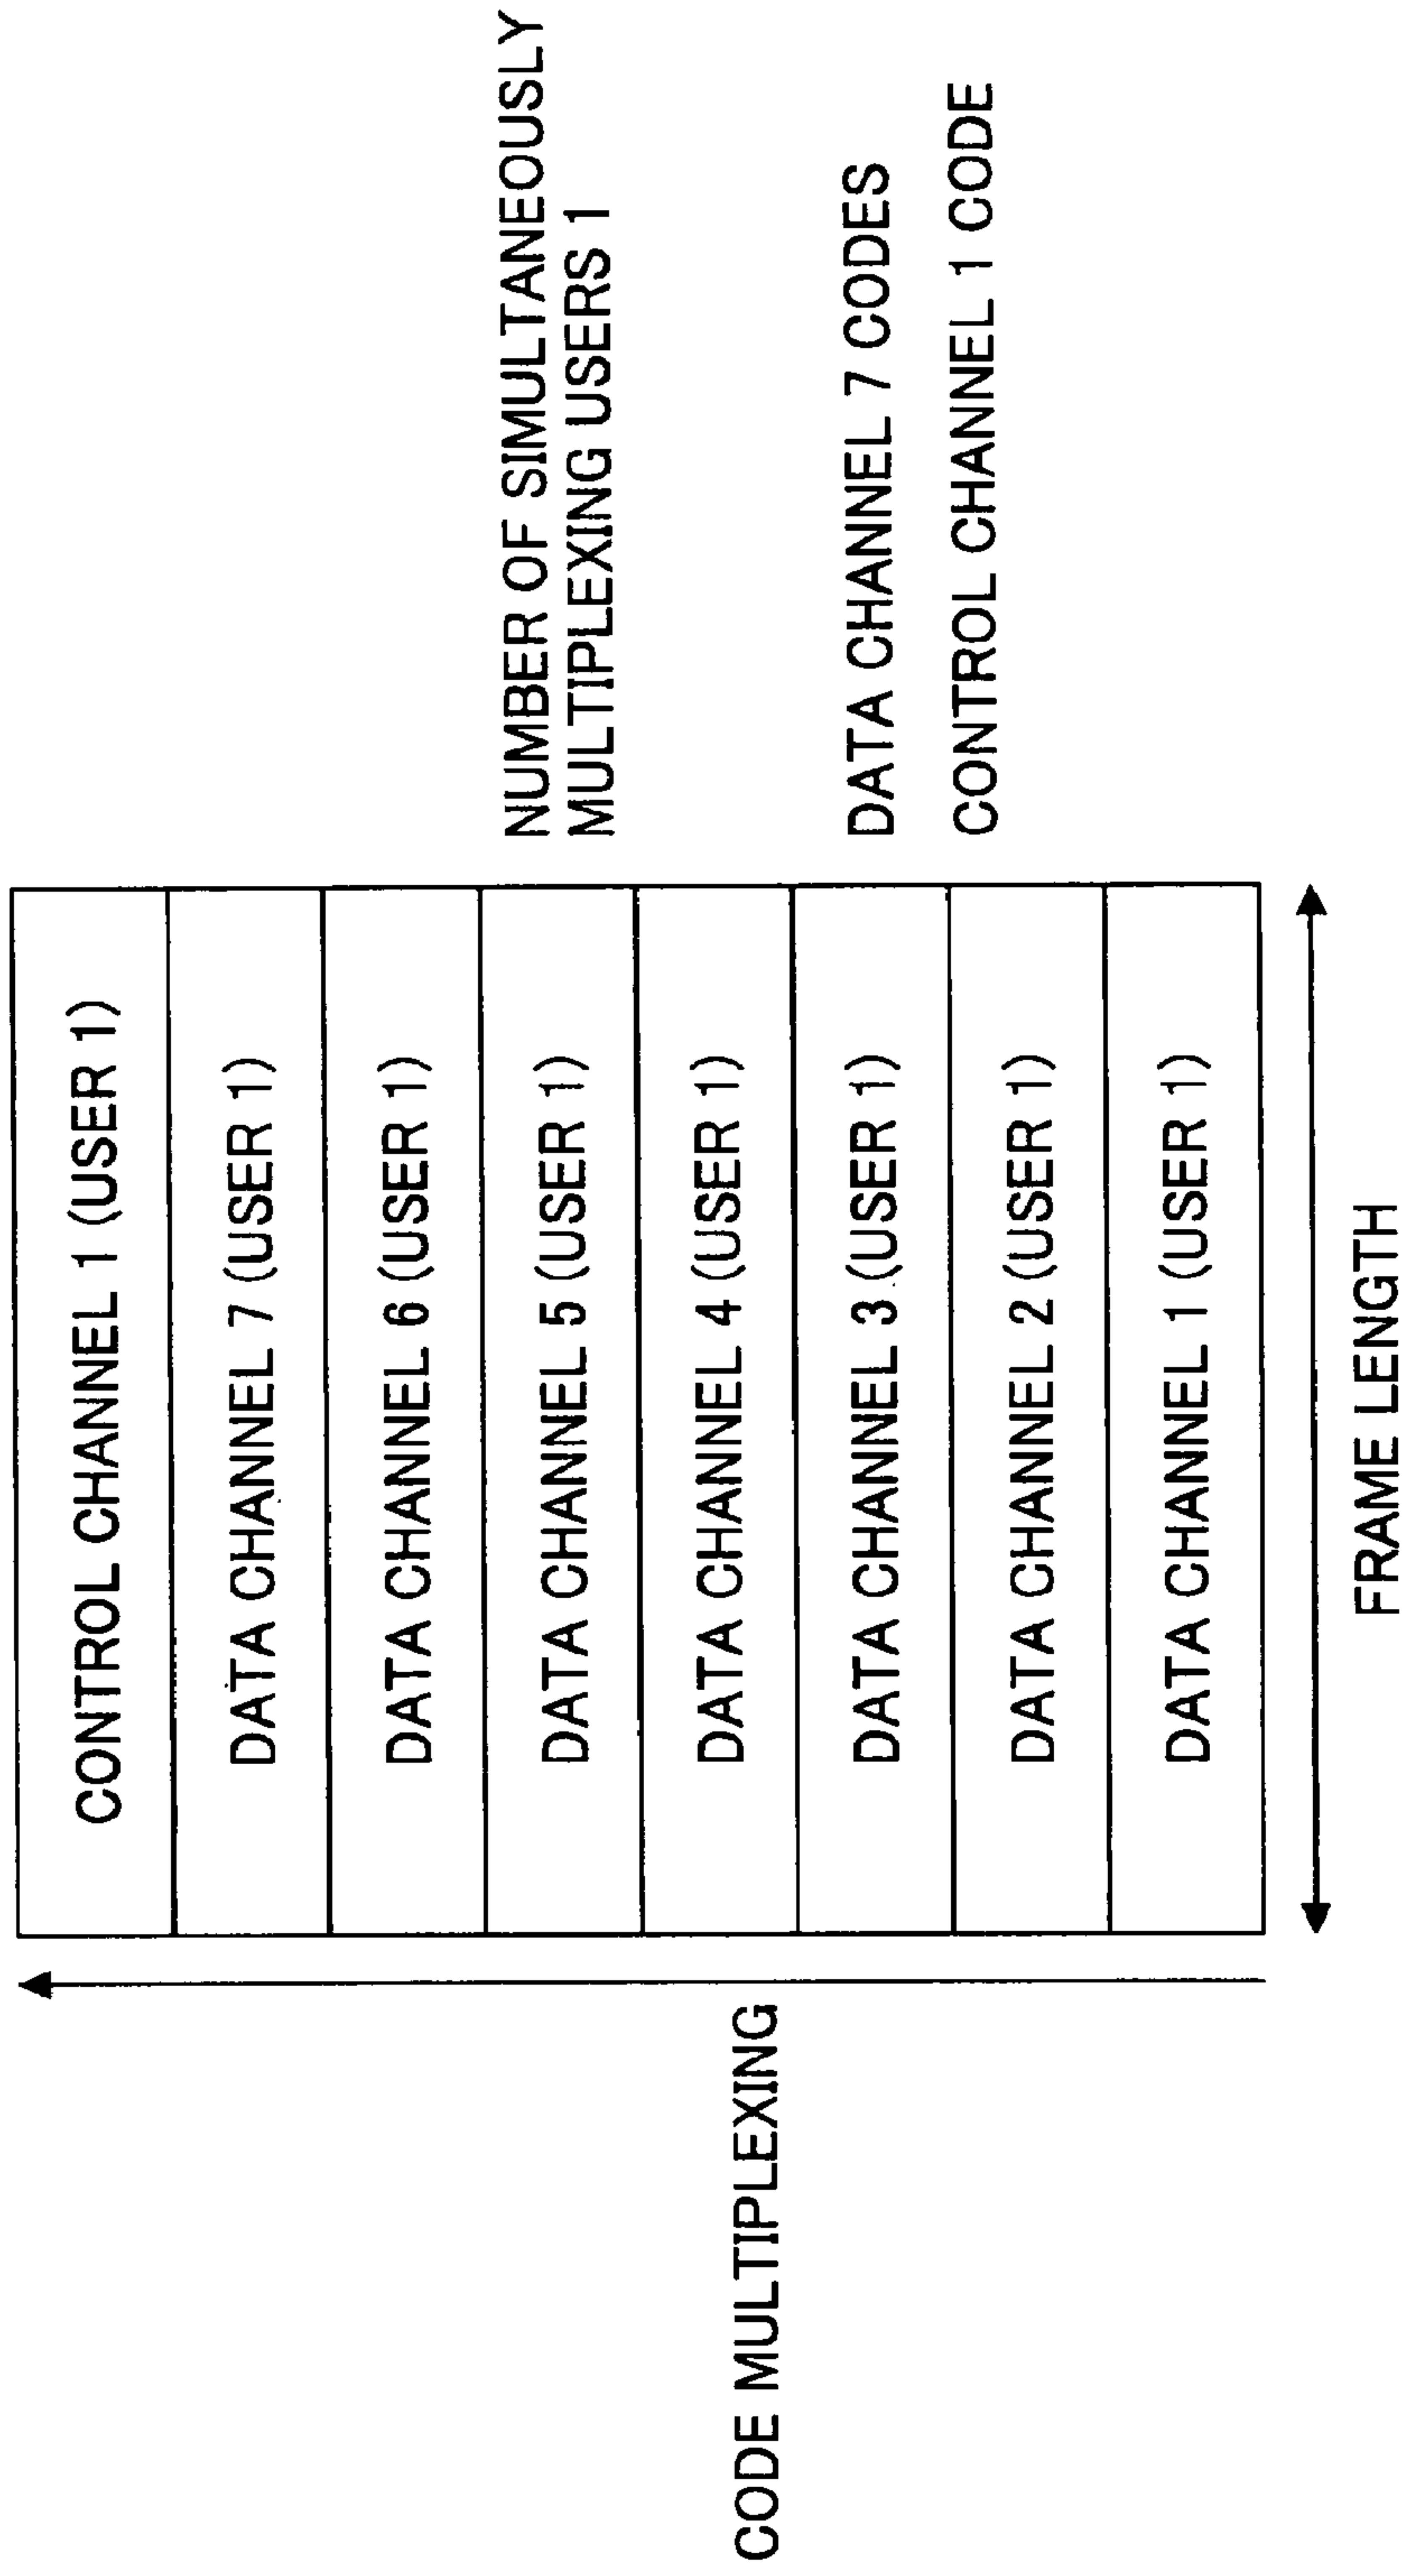 CODE MULTIPLEXING
CONTROL CHANNEL 1 (USER 1)
DATA CHANNEL 7 (USER 1)
DATA CHANNEL 6 (USER 1)
DATA CHANNEL 5 (USER 1)
DATA CHANNEL 4 (USER 1)
DATA CHANNEL 3 (USER 1)
DATA CHANNEL 2 (USER 1)
DATA CHANNEL 1 (USER 1)
FRAME LENGTH
NUMBER OF SIMULTANEOUSLY
MULTIPLEXING USERS 1
DATA CHANNEL 7 CODES
CONTROL CHANNEL 1 CODE